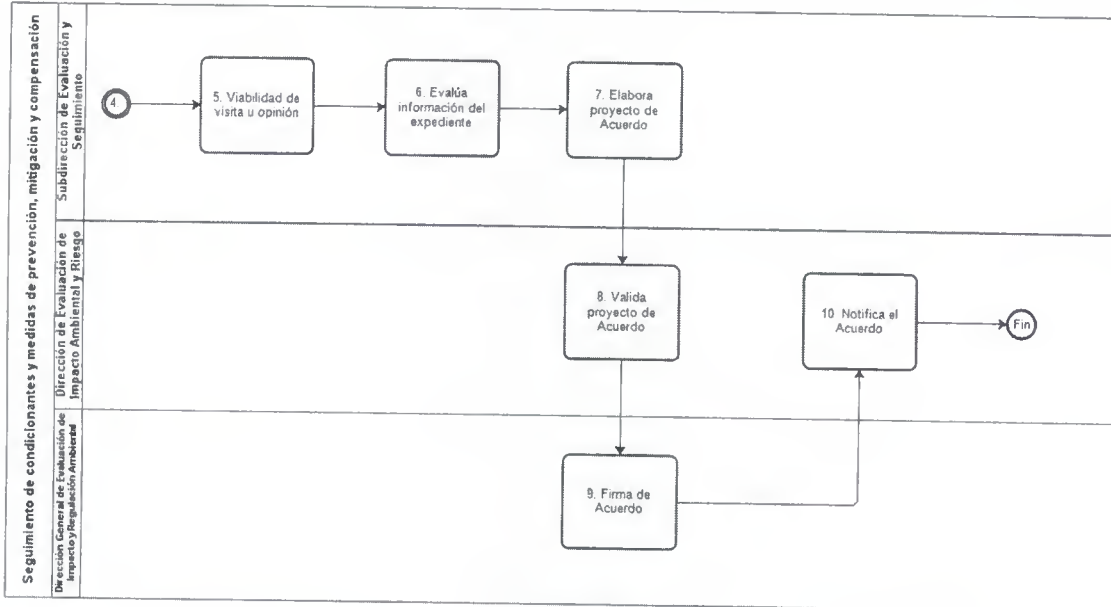 Seguimiento de condicionantes y medidas de prevención, mitigación y compensación
Subdirección de Evaluación y
Seguimiento
4
5. Viabilidad de
visita u opinión
6. Evalúa
información del
expediente
7. Elabora
proyecto de
Acuerdo
Dirección de Evaluación de
Impacto Ambiental y Riesgo
8. Valida
proyecto de
Acuerdo
10. Notifica el
Acuerdo
Fin
Dirección General de Evaluación de
Impacto y Regulación Ambiental
9. Firma de
Acuerdo